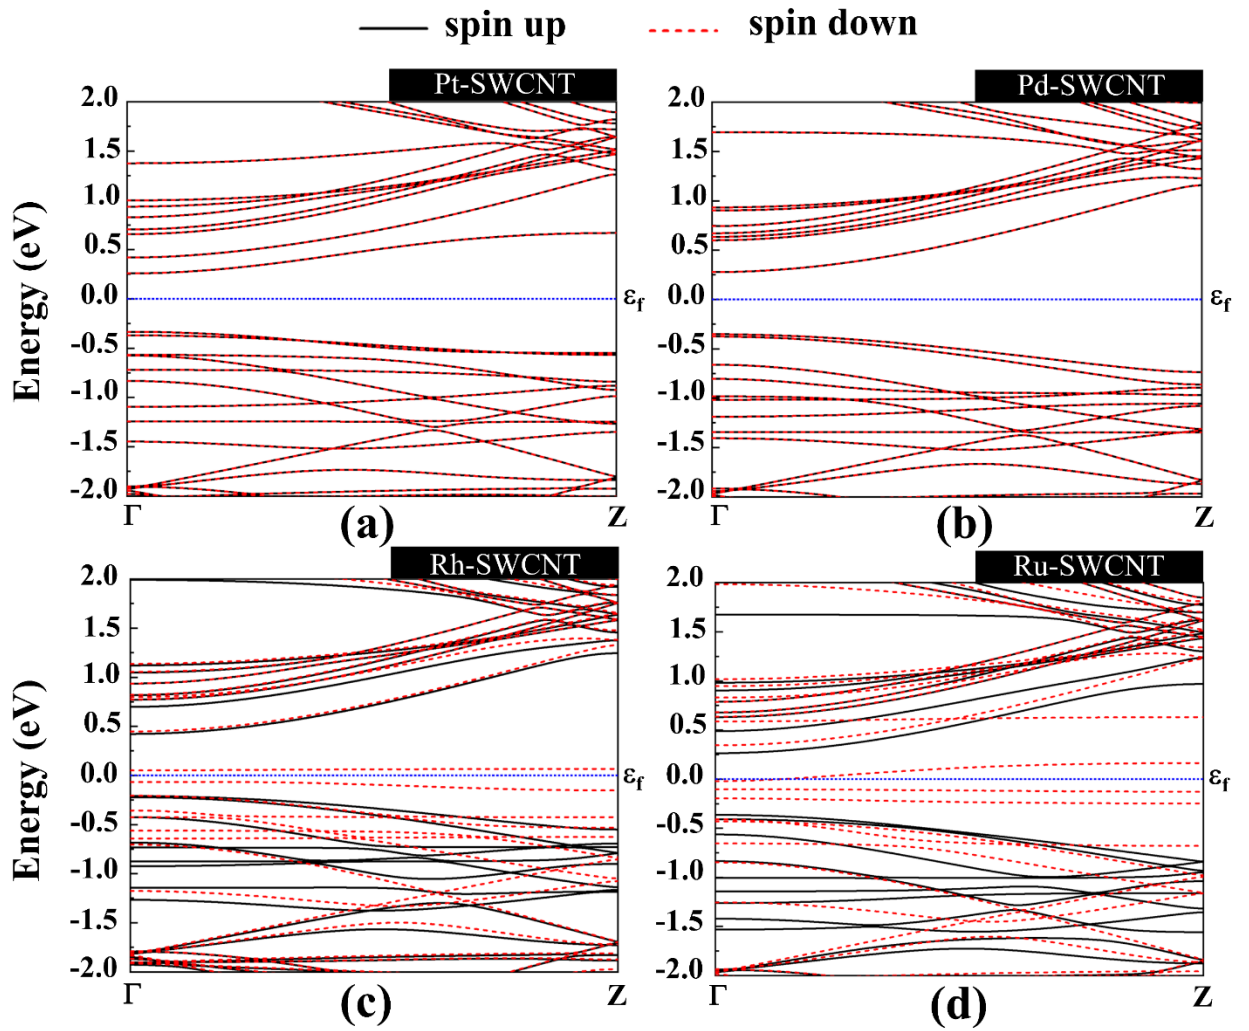 spin up spin down
Pt-SWCNT Pd-SWCNT
2.0 2.0
1.5 1.5
1.0 1.0
0.5 0.5
0.0 εf 0.0 εf
-0.5 -0.5
-1.0 -1.0
-1.5 -1.5
-2.0 -2.0
Energy (eV)
Γ (a) Z Γ (b) Z
Rh-SWCNT Ru-SWCNT
2.0 2.0
1.5 1.5
1.0 1.0
0.5 0.5
0.0 εf 0.0 εf
-0.5 -0.5
-1.0 -1.0
-1.5 -1.5
-2.0 -2.0
Energy (eV)
Γ (c) Z Γ (d) Z